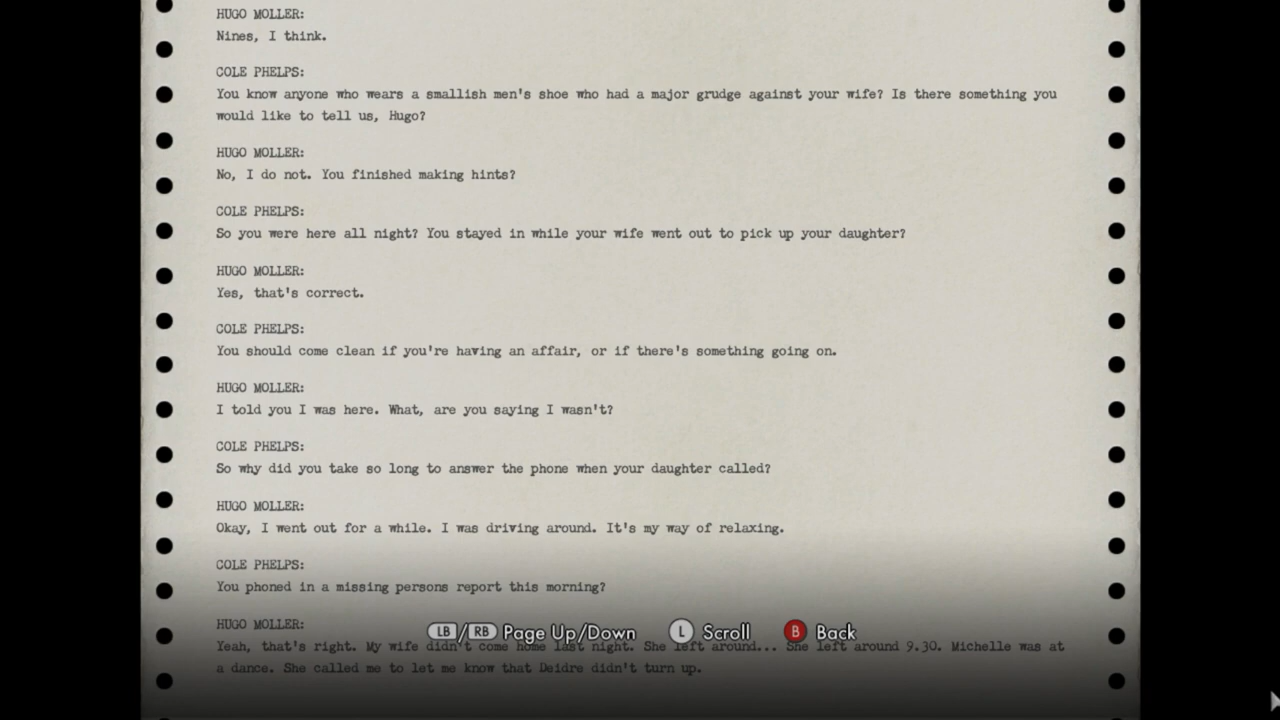 HUGO MOLLER:
Nines, I think.
COLE PHELPS:
You know anyone who wears a smallish men's shoe who had a major grudge against your wife? Is there something you
would like to tell us, Hugo?
HUGO MOLLER:
No, I do not. You finished making hints?
COLE PHELPS:
So you were here all night? You stayed in while your wife went out to pick up your daughter?
HUGO MOLLER:
Yes, that's correct.
COLE PHELPS:
You should come clean if you're having an affair, or if there's something going on.
HUGO MOLLER:
I told you I was here. What, are you saying I wasn't?
COLE PHELPS:
So why did you take so long to answer the phone when your daughter called?
HUGO MOLLER:
Okay, I went out for a while. I was driving around. It's my way of relaxing.
COLE PHELPS:
You phoned in a missing persons report this morning?
HUGO MOLLER:
LB/RB Page Up/Down L Scroll B Back
Yeah, that's right. My wife didn't come home last night. She left around... She left around 9.30. Michelle was at
a dance. She called me to let me know that Deidre didn't turn up.